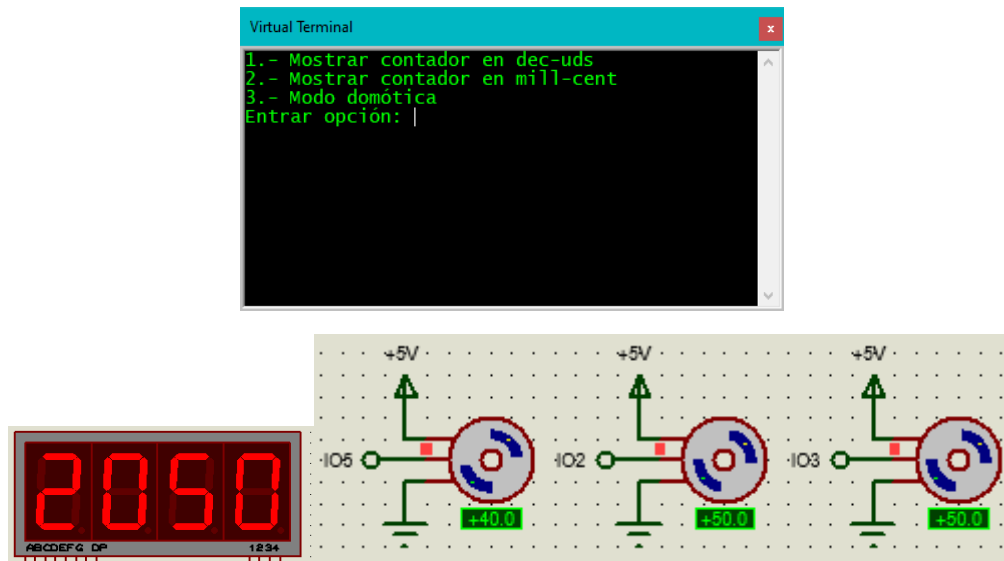 Virtual Terminal
x
1.- Mostrar contador en dec-uds
2.- Mostrar contador en mill-cent
3.- Modo domótica
Entrar opción:
+5V +5V +5V
IO5 IO2 IO3
+40.0 +50.0 +50.0
2050
ABCDEFG DP 1234